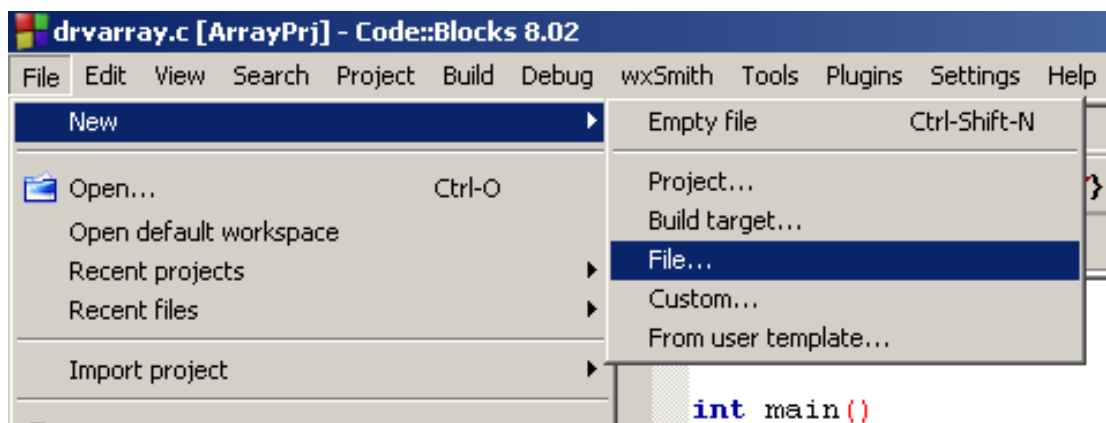 drvarray.c [ArrayPrj] - Code::Blocks 8.02
File Edit View Search Project Build Debug wxSmith Tools Plugins Settings Help
New
Empty file Ctrl-Shift-N
Open... Ctrl-O
Project...
}
Open default workspace
Build target...
Recent projects
File...
Recent files
Custom...
From user template...
Import project
int main()